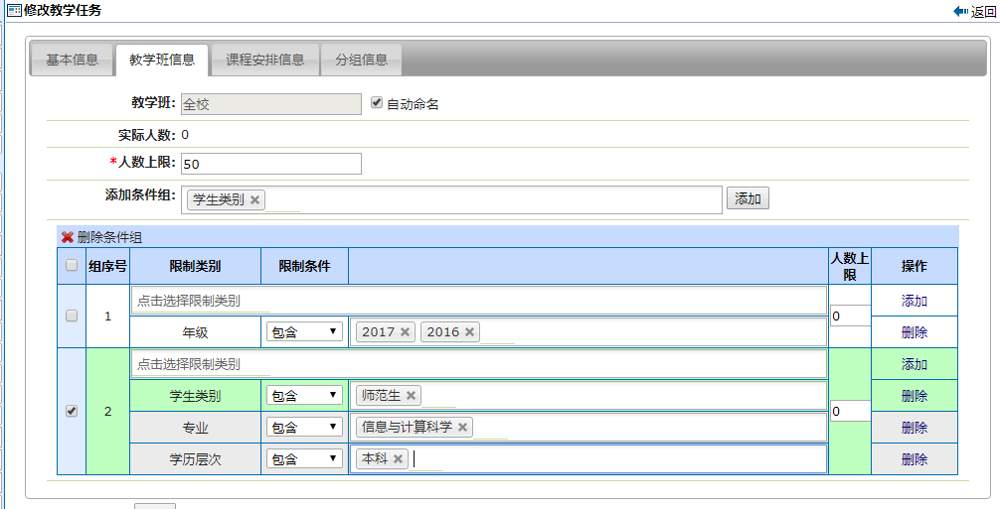 修改教学任务 返回
基本信息 教学班信息 课程安排信息 分组信息
教学班: 全校 自动命名
实际人数: 0
*人数上限: 50
添加条件组: 学生类别 添加
删除条件组
组序号 限制类别 限制条件 人数上限 操作
点击选择限制类别 添加
1 0
年级 包含 2017 2016 删除
点击选择限制类别 添加
学生类别 包含 师范生 删除
2 0
专业 包含 信息与计算科学 删除
学历层次 包含 本科 删除